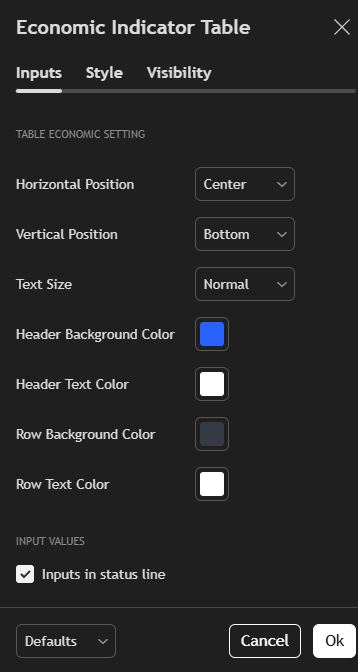 Economic Indicator Table
Inputs Style Visibility
TABLE ECONOMIC SETTING
Horizontal Position Center
Vertical Position Bottom
Text Size Normal
Header Background Color
Header Text Color
Row Background Color
Row Text Color
INPUT VALUES
Inputs in status line
Defaults Cancel Ok